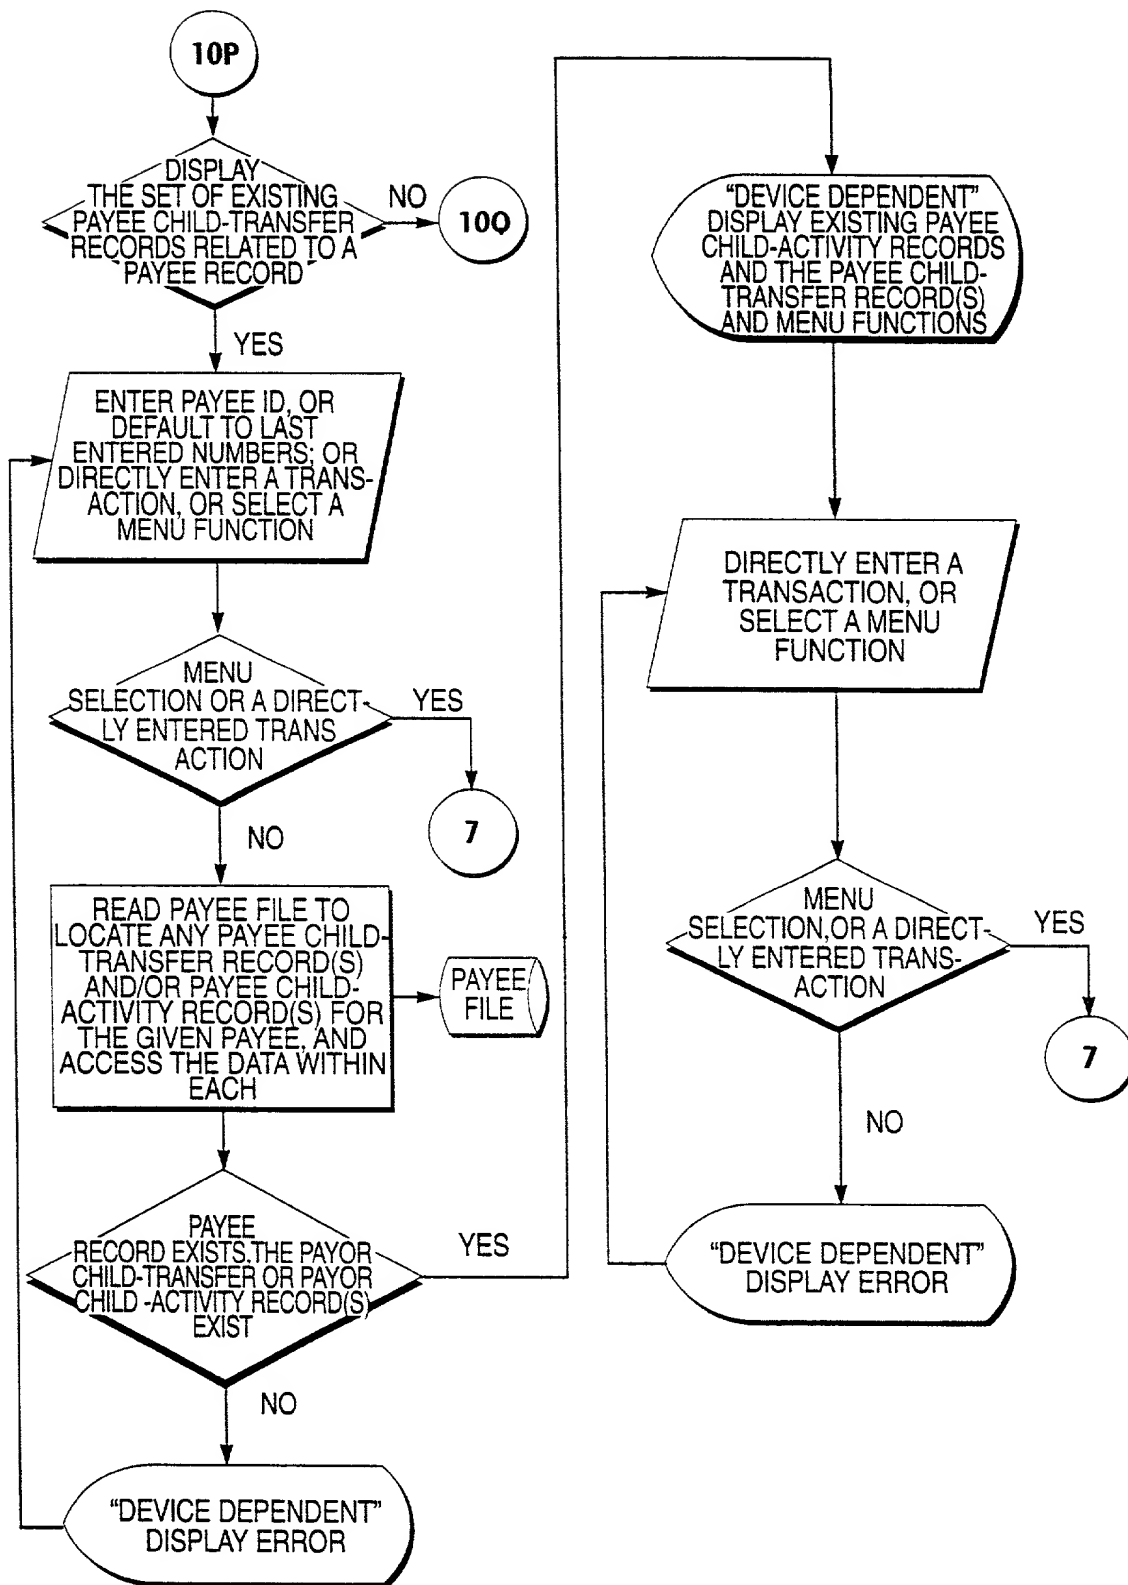 10P
DISPLAY
THE SET OF EXISTING
PAYEE CHILD-TRANSFER
RECORDS RELATED TO A
PAYEE RECORD
NO
10Q
YES
ENTER PAYEE ID, OR
DEFAULT TO LAST
ENTERED NUMBERS; OR
DIRECTLY ENTER A TRANS-
ACTION, OR SELECT A
MENU FUNCTION
MENU
SELECTION OR A DIRECT-
LY ENTERED TRANS
ACTION
YES
7
NO
READ PAYEE FILE TO
LOCATE ANY PAYEE CHILD-
TRANSFER RECORD(S)
AND/OR PAYEE CHILD-
ACTIVITY RECORD(S) FOR
THE GIVEN PAYEE, AND
ACCESS THE DATA WITHIN
EACH
PAYEE
FILE
PAYEE
RECORD EXISTS.THE PAYOR
CHILD-TRANSFER OR PAYOR
CHILD -ACTIVITY RECORD(S)
EXIST
YES
NO
“DEVICE DEPENDENT”
DISPLAY ERROR
“DEVICE DEPENDENT”
DISPLAY EXISTING PAYEE
CHILD-ACTIVITY RECORDS
AND THE PAYEE CHILD-
TRANSFER RECORD(S)
AND MENU FUNCTIONS
DIRECTLY ENTER A
TRANSACTION, OR
SELECT A MENU
FUNCTION
MENU
SELECTION,OR A DIRECT-
LY ENTERED TRANS-
ACTION
YES
7
NO
“DEVICE DEPENDENT”
DISPLAY ERROR